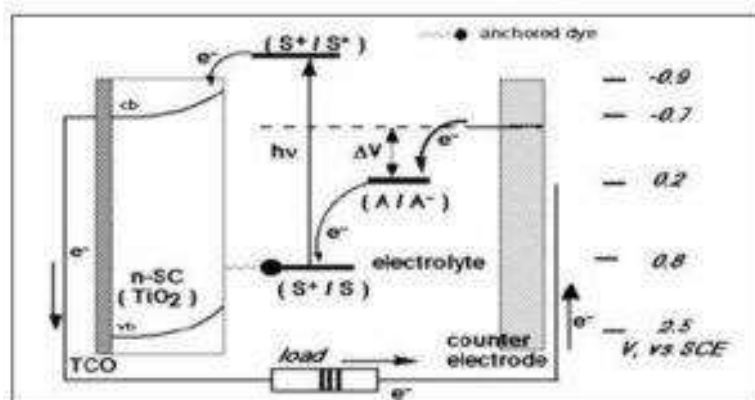 (S⁺ / S*)
anchored dye
e⁻
cb
-0.9
-0.7
hν
ΔV
e⁻
0.2
(A / A⁻)
e⁻
e⁻
n-SC
(TiO₂)
electrolyte
0.8
(S⁺ / S)
vb
counter
electrode
e⁻
2.5
V, vs SCE
TCO
load
e⁻